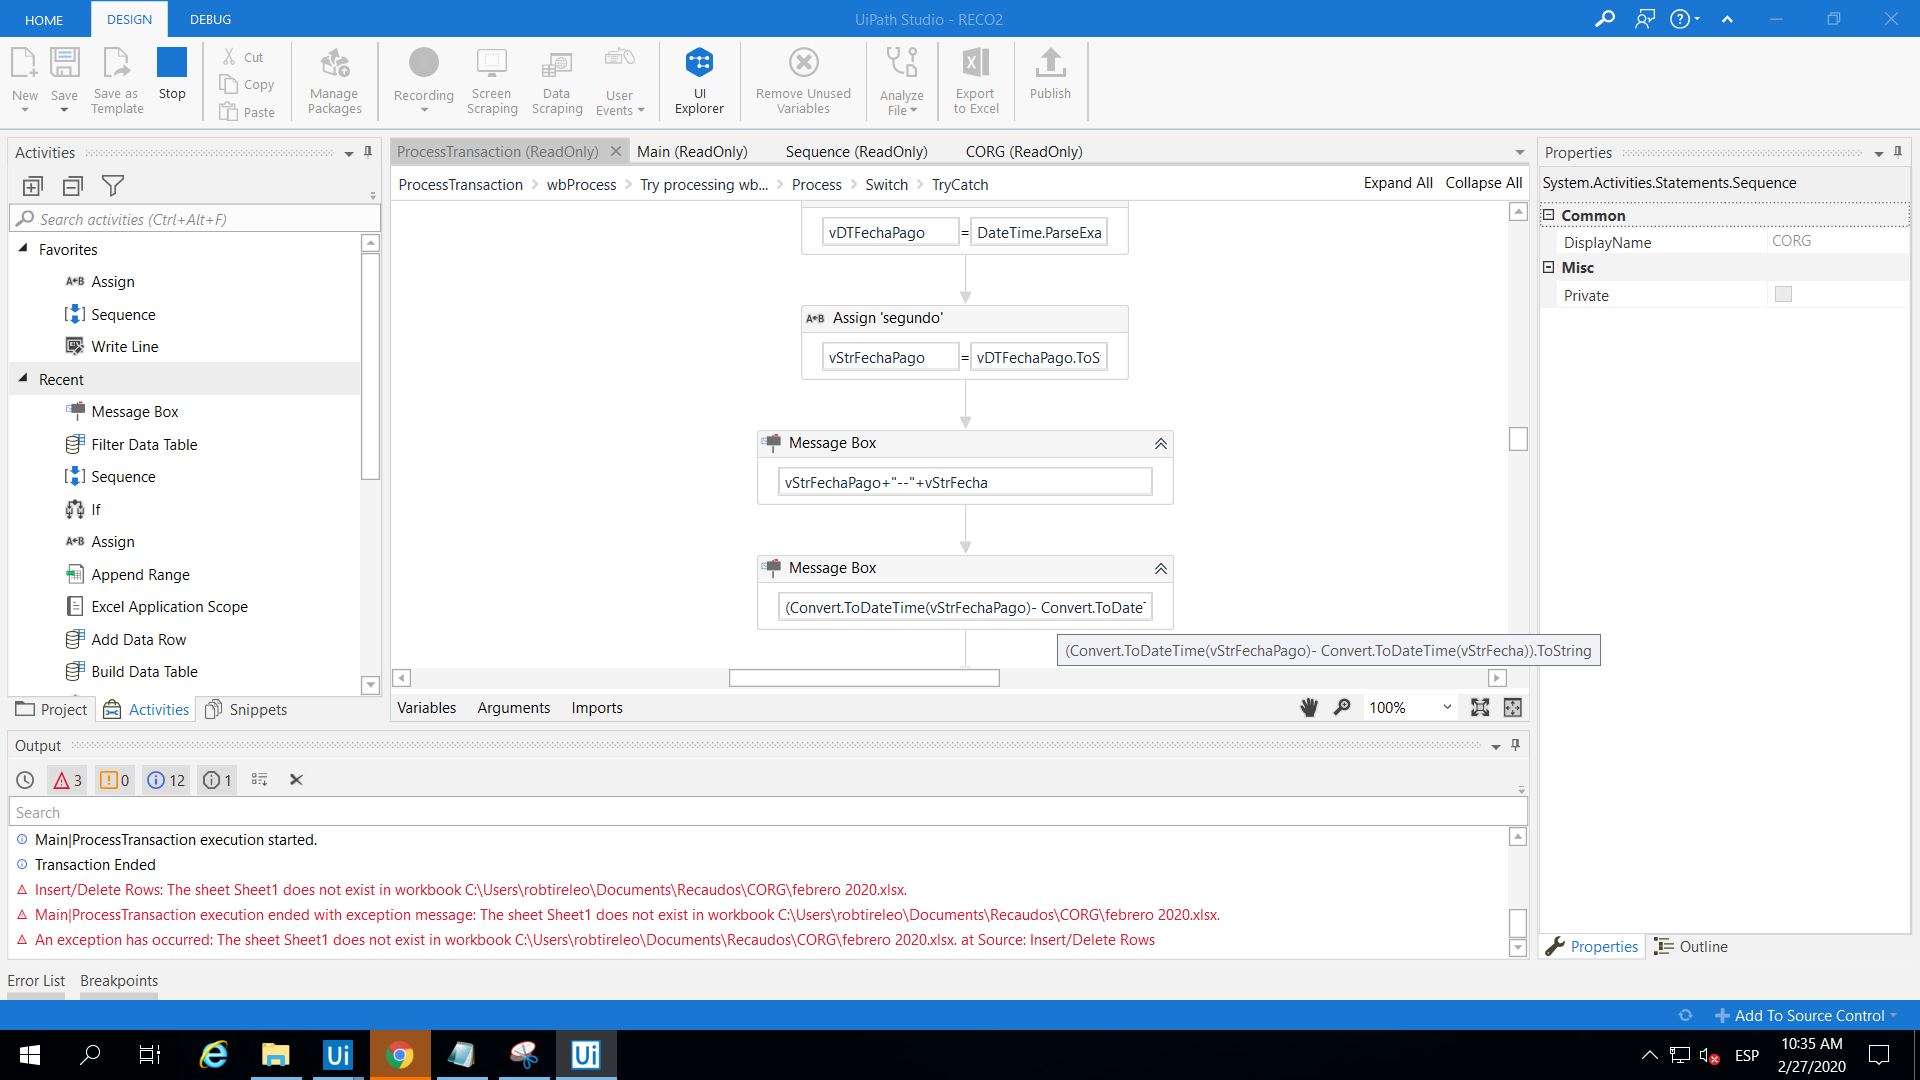 HOME DESIGN DEBUG UiPath Studio - RECO2
New Save Save as Template Stop Cut Copy Paste Manage Packages Recording Screen Scraping Data Scraping User Events UI Explorer Remove Unused Variables Analyze File Export to Excel Publish
Activities
Search activities (Ctrl+Alt+F)
Favorites
Assign
Sequence
Write Line
Recent
Message Box
Filter Data Table
Sequence
If
Assign
Append Range
Excel Application Scope
Add Data Row
Build Data Table
Project Activities Snippets
ProcessTransaction (ReadOnly) Main (ReadOnly) Sequence (ReadOnly) CORG (ReadOnly)
ProcessTransaction wbProcess Try processing wb... Process Switch TryCatch Expand All Collapse All
vDTFechaPago = DateTime.ParseExa
A+B Assign 'segundo'
vStrFechaPago = vDTFechaPago.ToS
Message Box
vStrFechaPago+"--"+vStrFecha
Message Box
(Convert.ToDateTime(vStrFechaPago)- Convert.ToDate
(Convert.ToDateTime(vStrFechaPago)- Convert.ToDateTime(vStrFecha)).ToString
Variables Arguments Imports 100%
Properties
System.Activities.Statements.Sequence
Common
DisplayName CORG
Misc
Private
Properties Outline
Output
3 0 12 1
Search
Main|ProcessTransaction execution started.
Transaction Ended
Insert/Delete Rows: The sheet Sheet1 does not exist in workbook C:\Users\robtireleo\Documents\Recaudos\CORG\febrero 2020.xlsx.
Main|ProcessTransaction execution ended with exception message: The sheet Sheet1 does not exist in workbook C:\Users\robtireleo\Documents\Recaudos\CORG\febrero 2020.xlsx.
An exception has occurred: The sheet Sheet1 does not exist in workbook C:\Users\robtireleo\Documents\Recaudos\CORG\febrero 2020.xlsx. at Source: Insert/Delete Rows
Error List Breakpoints
Add To Source Control
Ui Ui ESP 10:35 AM
2/27/2020